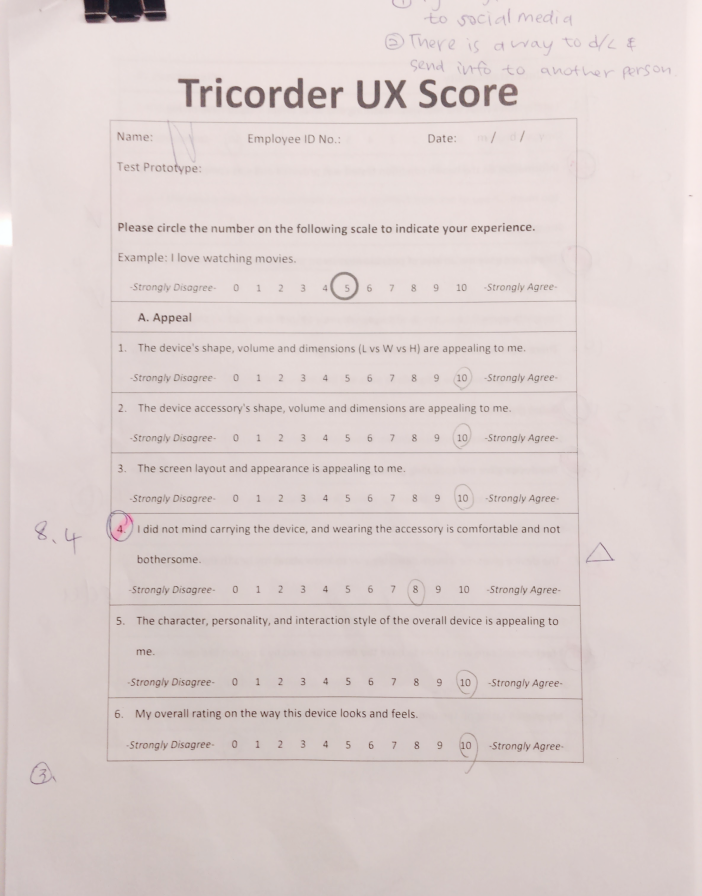 to social media
② There is a way to d/c &
send info to another person
Tricorder UX Score
Name: Employee ID No.: Date: / /
Test Prototype:
Please circle the number on the following scale to indicate your experience.
Example: I love watching movies.
-Strongly Disagree- 0 1 2 3 4 5 6 7 8 9 10 -Strongly Agree-
A. Appeal
1. The device's shape, volume and dimensions (L vs W vs H) are appealing to me.
-Strongly Disagree- 0 1 2 3 4 5 6 7 8 9 10 -Strongly Agree-
2. The device accessory's shape, volume and dimensions are appealing to me.
-Strongly Disagree- 0 1 2 3 4 5 6 7 8 9 10 -Strongly Agree-
3. The screen layout and appearance is appealing to me.
-Strongly Disagree- 0 1 2 3 4 5 6 7 8 9 10 -Strongly Agree-
8.4
4. I did not mind carrying the device, and wearing the accessory is comfortable and not
bothersome.
-Strongly Disagree- 0 1 2 3 4 5 6 7 8 9 10 -Strongly Agree-
5. The character, personality, and interaction style of the overall device is appealing to
me.
-Strongly Disagree- 0 1 2 3 4 5 6 7 8 9 10 -Strongly Agree-
6. My overall rating on the way this device looks and feels.
-Strongly Disagree- 0 1 2 3 4 5 6 7 8 9 10 -Strongly Agree-
③